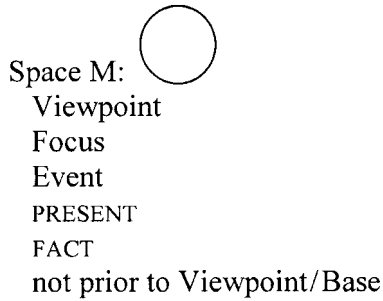 Space M:
Viewpoint
Focus
Event
PRESENT
FACT
not prior to Viewpoint/Base